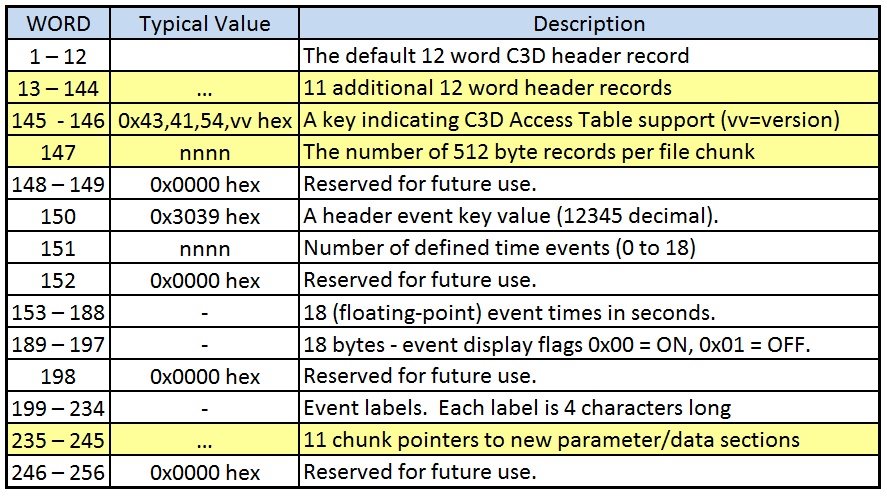 WORD Typical Value Description
1 – 12 The default 12 word C3D header record
13 – 144 ... 11 additional 12 word header records
145 - 146 0x43,41,54,vv hex A key indicating C3D Access Table support (vv=version)
147 nnnn The number of 512 byte records per file chunk
148 – 149 0x0000 hex Reserved for future use.
150 0x3039 hex A header event key value (12345 decimal).
151 nnnn Number of defined time events (0 to 18)
152 0x0000 hex Reserved for future use.
153 – 188 - 18 (floating-point) event times in seconds.
189 – 197 - 18 bytes - event display flags 0x00 = ON, 0x01 = OFF.
198 0x0000 hex Reserved for future use.
199 – 234 - Event labels. Each label is 4 characters long
235 – 245 ... 11 chunk pointers to new parameter/data sections
246 – 256 0x0000 hex Reserved for future use.